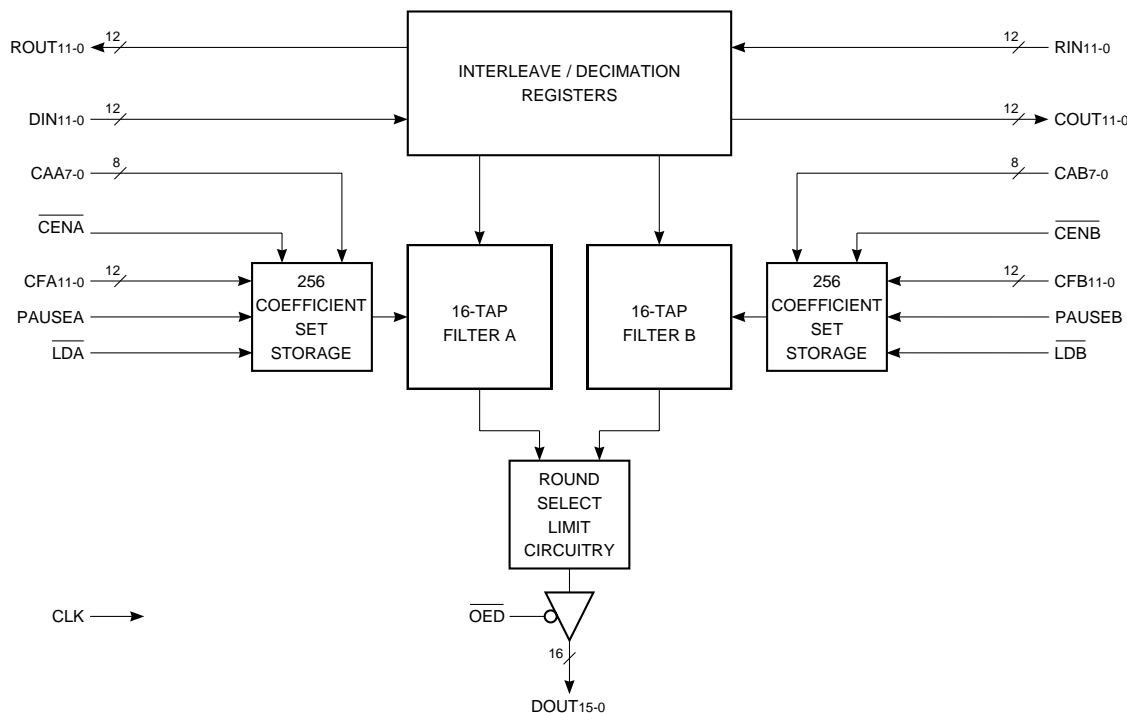 ROUT11-0
12
12
RIN11-0
INTERLEAVE / DECIMATION
REGISTERS
DIN11-0
12
12
COUT11-0
CAA7-0
8
8
CAB7-0
CENA
CENB
CFA11-0
12
256
COEFFICIENT
SET
STORAGE
PAUSEA
LDA
16-TAP
FILTER A
16-TAP
FILTER B
256
COEFFICIENT
SET
STORAGE
12
CFB11-0
PAUSEB
LDB
ROUND
SELECT
LIMIT
CIRCUITRY
CLK
OED
16
DOUT15-0